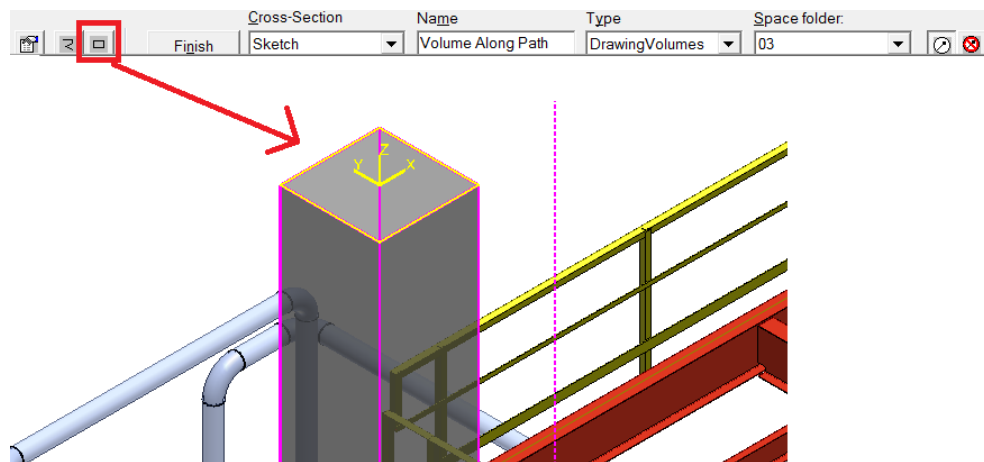 Cross-Section Name Type Space folder:
Finish Sketch Volume Along Path DrawingVolumes 03
Z
Y X